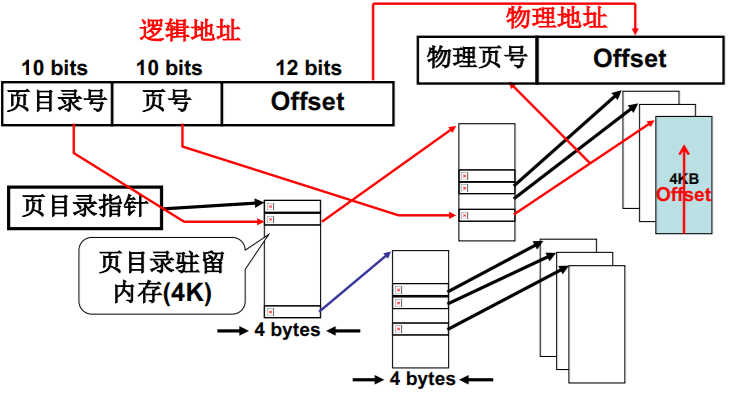 逻辑地址
物理地址
10 bits
10 bits
12 bits
页目录号
页号
Offset
物理页号
Offset
页目录指针
4KB
Offset
页目录驻留
内存(4K)
4 bytes
4 bytes